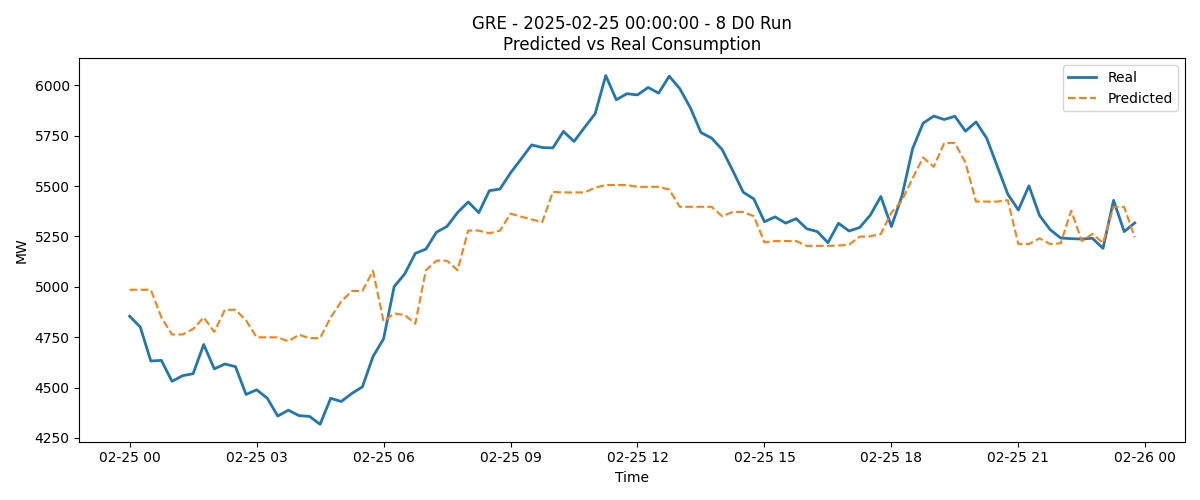 GRE - 2025-02-25 00:00:00 - 8 D0 Run
Predicted vs Real Consumption
Real
Predicted
MW
6000
5750
5500
5250
5000
4750
4500
4250
02-25 00
02-25 03
02-25 06
02-25 09
02-25 12
02-25 15
02-25 18
02-25 21
02-26 00
Time